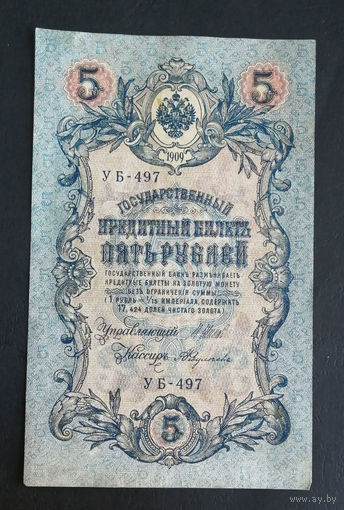 5 5
1909
УБ-497
ГОСУДАРСТВЕННЫЙ
КРЕДИТНЫЙ БИЛЕТЪ
ПЯТЬ РУБЛЕЙ
ГОСУДАРСТВЕННЫЙ БАНКЪ РАЗМѢНИВАЕТЪ
КРЕДИТНЫЕ БИЛЕТЫ НА ЗОЛОТУЮ МОНЕТУ
БЕЗЪ ОГРАНИЧЕНІЯ СУММЫ
(1 РУБЛЬ = 1/15 ИМПЕРІАЛА, СОДЕРЖИТЪ
17,424 ДОЛЕЙ ЧИСТАГО ЗОЛОТА)
Управляющій
Кассиръ
УБ-497
5
www.ay.by